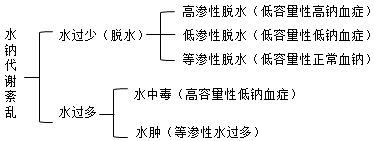 水钠代谢紊乱
水过少（脱水）
高渗性脱水（低容量性高钠血症）
低渗性脱水（低容量性低钠血症）
等渗性脱水（低容量性正常血钠）
水过多
水中毒（高容量性低钠血症）
水肿（等渗性水过多）